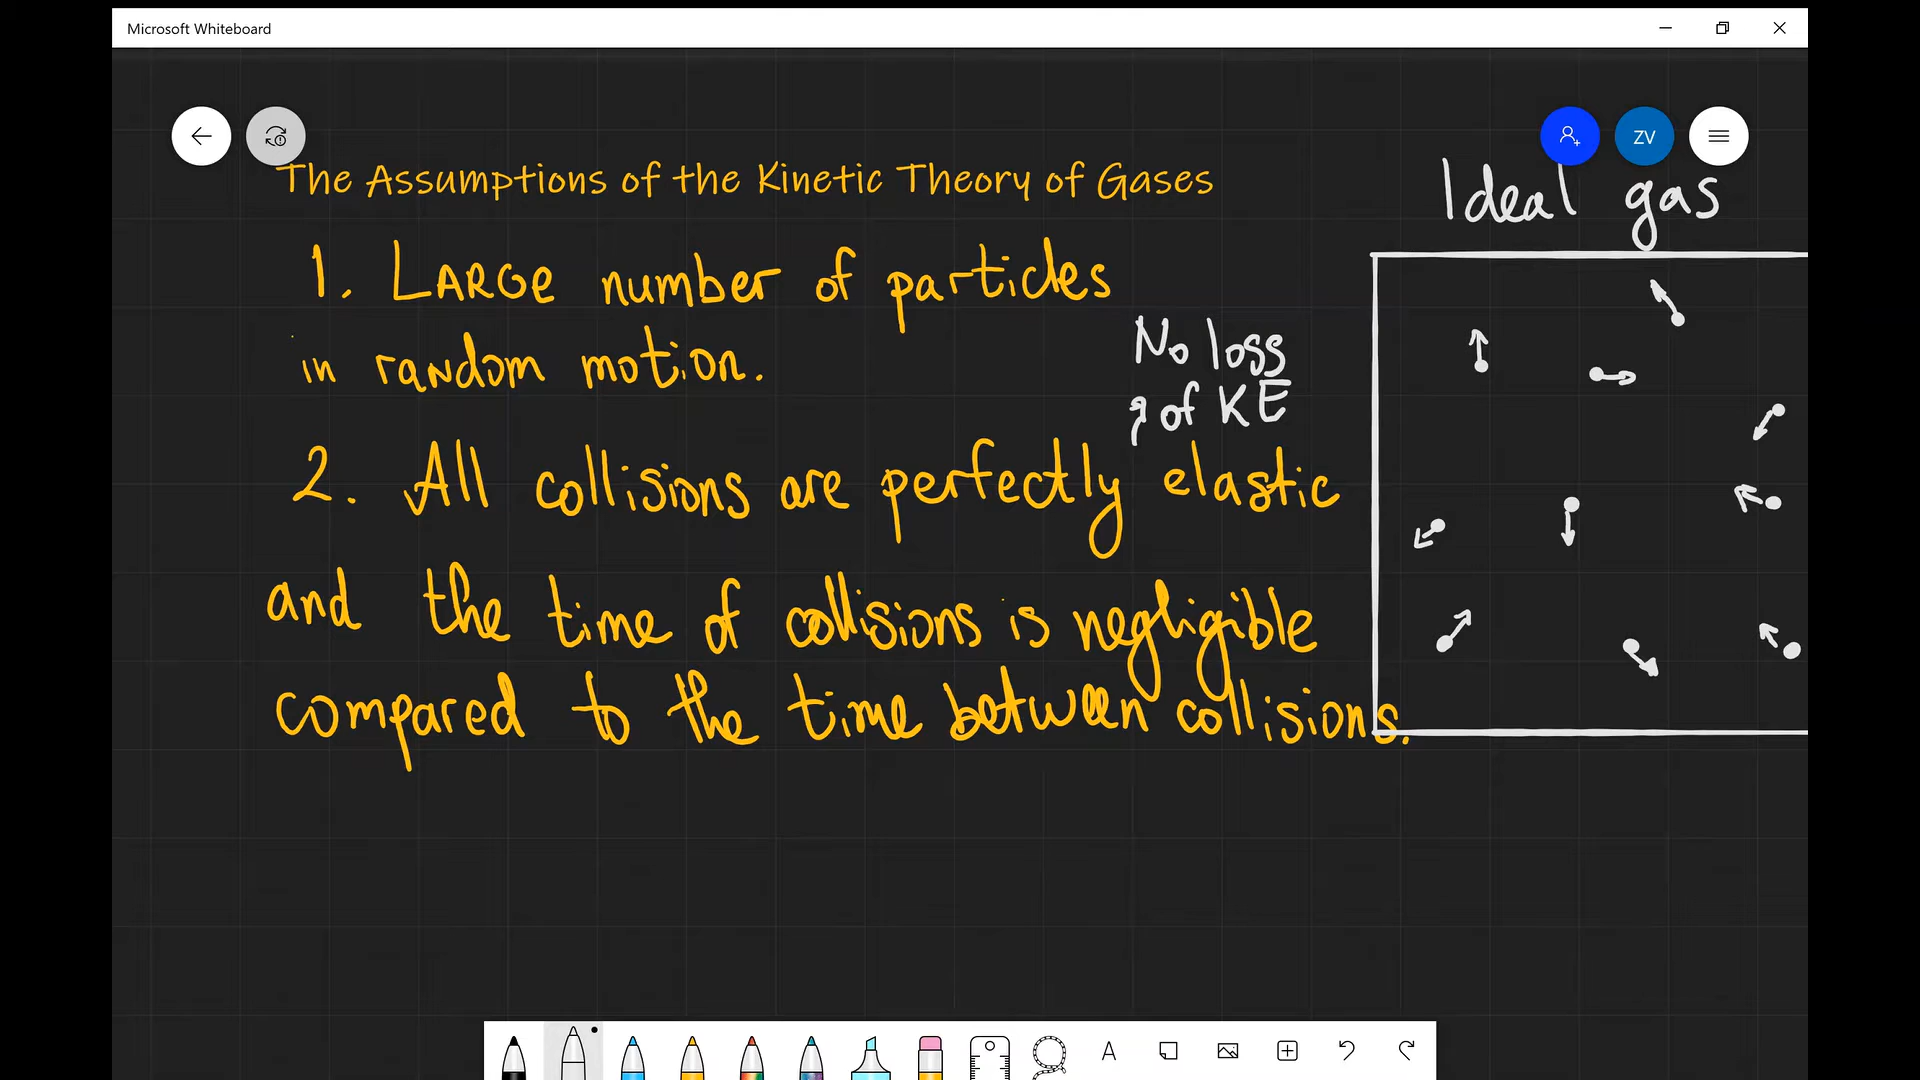 Microsoft Whiteboard
ZV
The Assumptions of the Kinetic Theory of Gases
Ideal gas
1. LARGE number of particles
in random motion.
No loss
of KE
2. All collisions are perfectly elastic
and the time of collisions is negligible
compared to the time between collisions.
A